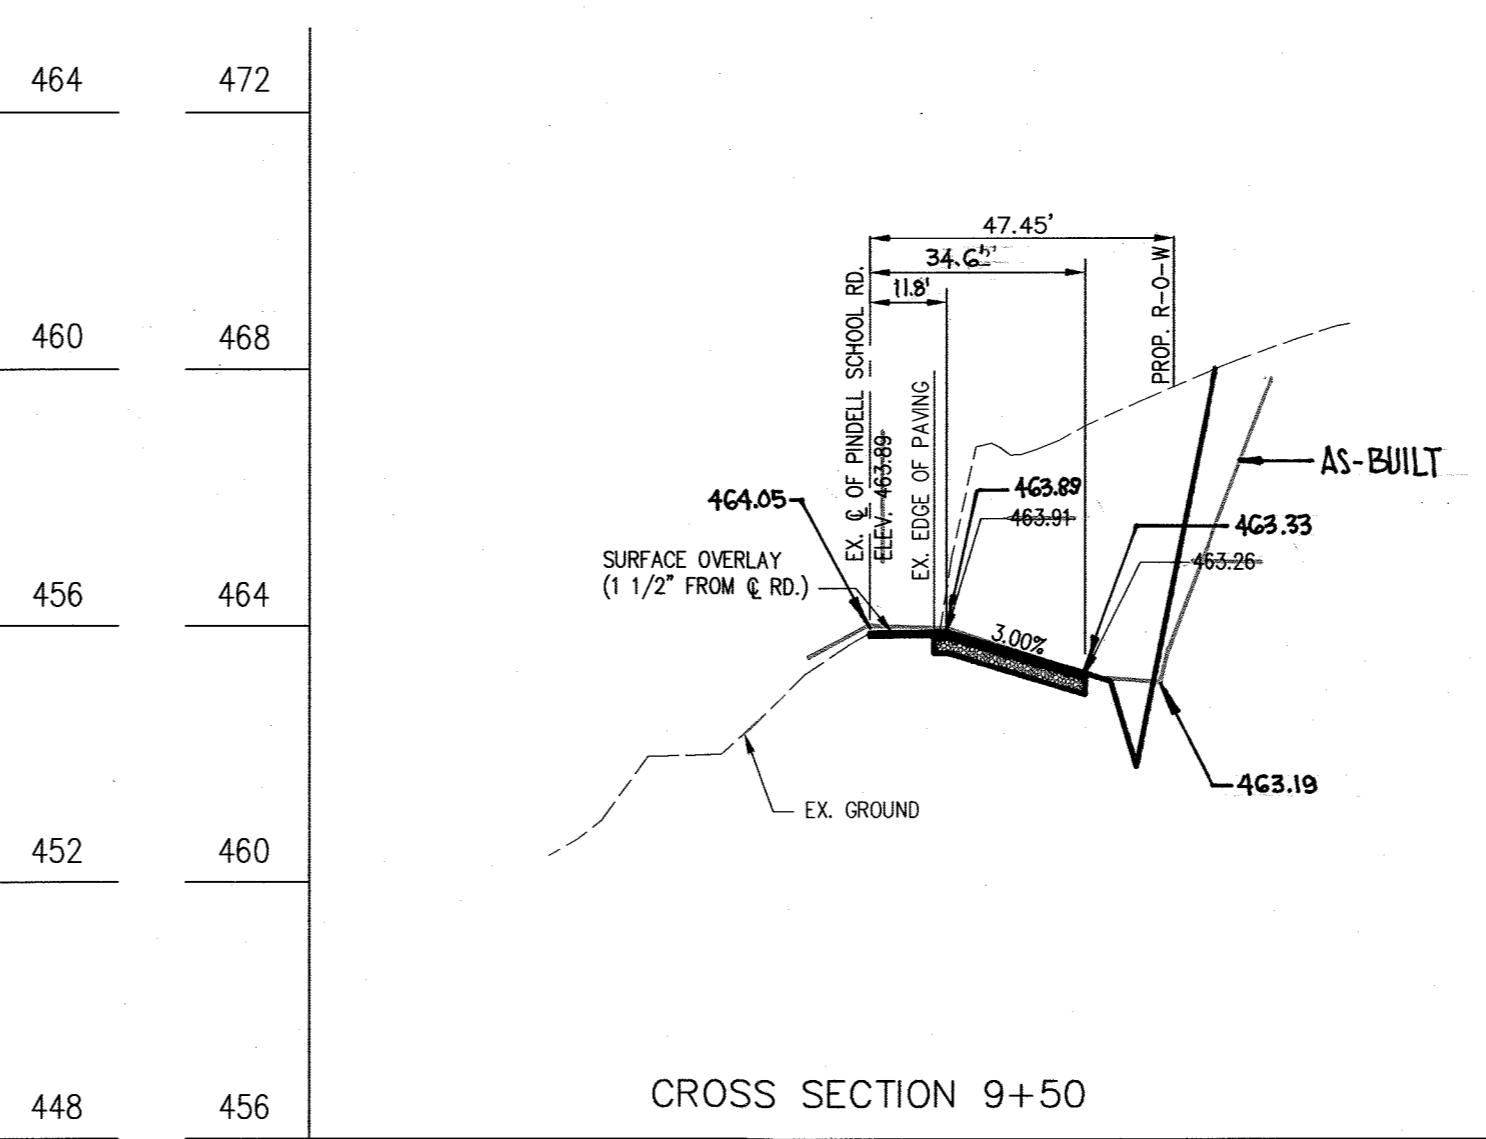 464 472
47.45'
34.6
11.8'
EX. ℄ OF PINDELL SCHOOL RD.
ELEV. 463.89
EX. EDGE OF PAVING
PROP. R-O-W
460 468
AS-BUILT
464.05
463.89
463.91
463.33
463.26
SURFACE OVERLAY
(1 1/2" FROM ℄ RD.)
456 464
3.00%
463.19
EX. GROUND
452 460
CROSS SECTION 9+50
448 456